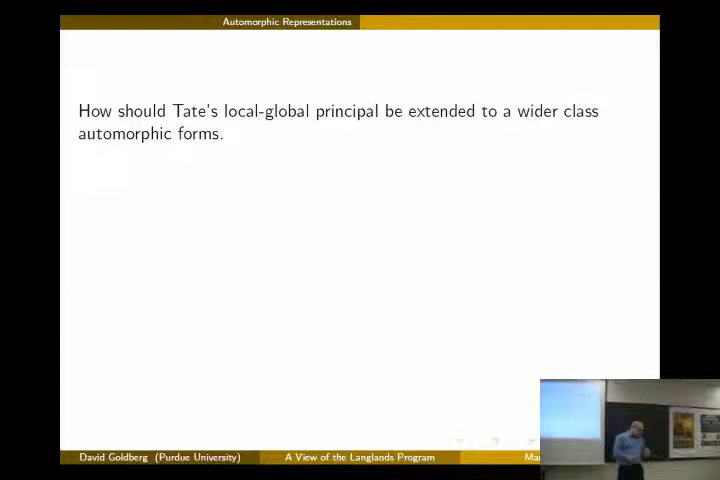 Automorphic Representations
How should Tate's local-global principal be extended to a wider class
automorphic forms.
David Goldberg (Purdue University) A View of the Langlands Program